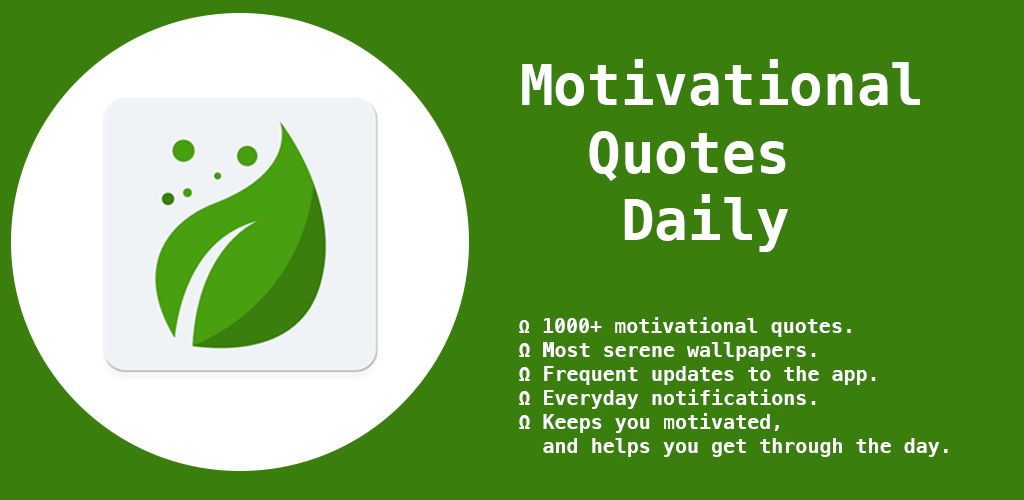 Motivational
Quotes
Daily
Ω 1000+ motivational quotes.
Ω Most serene wallpapers.
Ω Frequent updates to the app.
Ω Everyday notifications.
Ω Keeps you motivated,
and helps you get through the day.